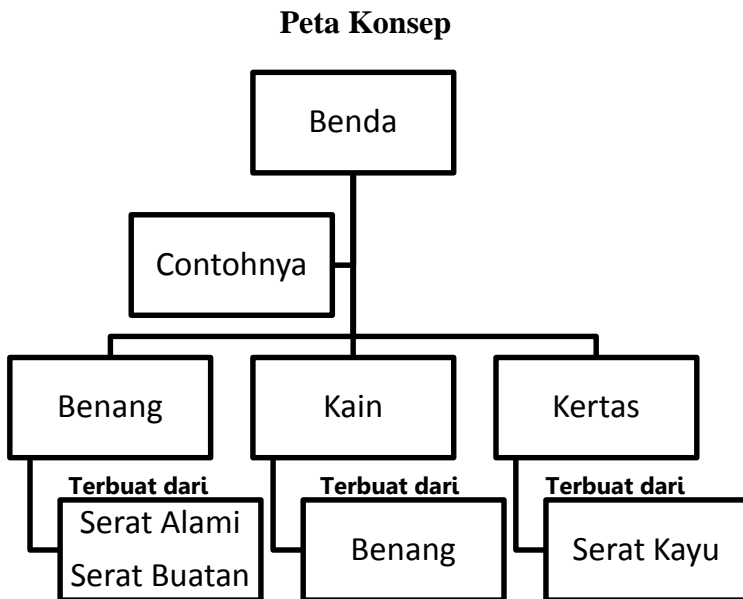 Peta Konsep
Benda
Contohnya
Benang
Kain
Kertas
Terbuat dari
Terbuat dari
Terbuat dari
Serat Alami
Serat Buatan
Benang
Serat Kayu